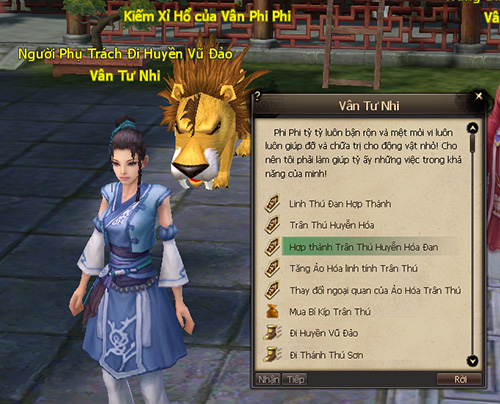 Kiếm Xỉ Hổ của Vân Phi Phi
Người Phụ Trách Đi Huyền Vũ Đảo
Vân Tư Nhi
?
Vân Tư Nhi
Phi Phi tỷ tỷ luôn bận rộn và mệt mỏi vì luôn
luôn giúp đỡ và chữa trị cho động vật nhỏ! Cho
nên tôi phải làm giúp tỷ ấy những việc trong khả
năng của mình!
Linh Thú Đan Hợp Thành
Trân Thú Huyễn Hóa
Hợp thành Trân Thú Huyễn Hóa Đan
Tăng Ảo Hóa linh tính Trân Thú
Thay đổi ngoại quan của Ảo Hóa Trân Thú
Mua Bí Kíp Trân Thú
Đi Huyền Vũ Đảo
Đi Thánh Thú Sơn
Nhận Tiếp Rời